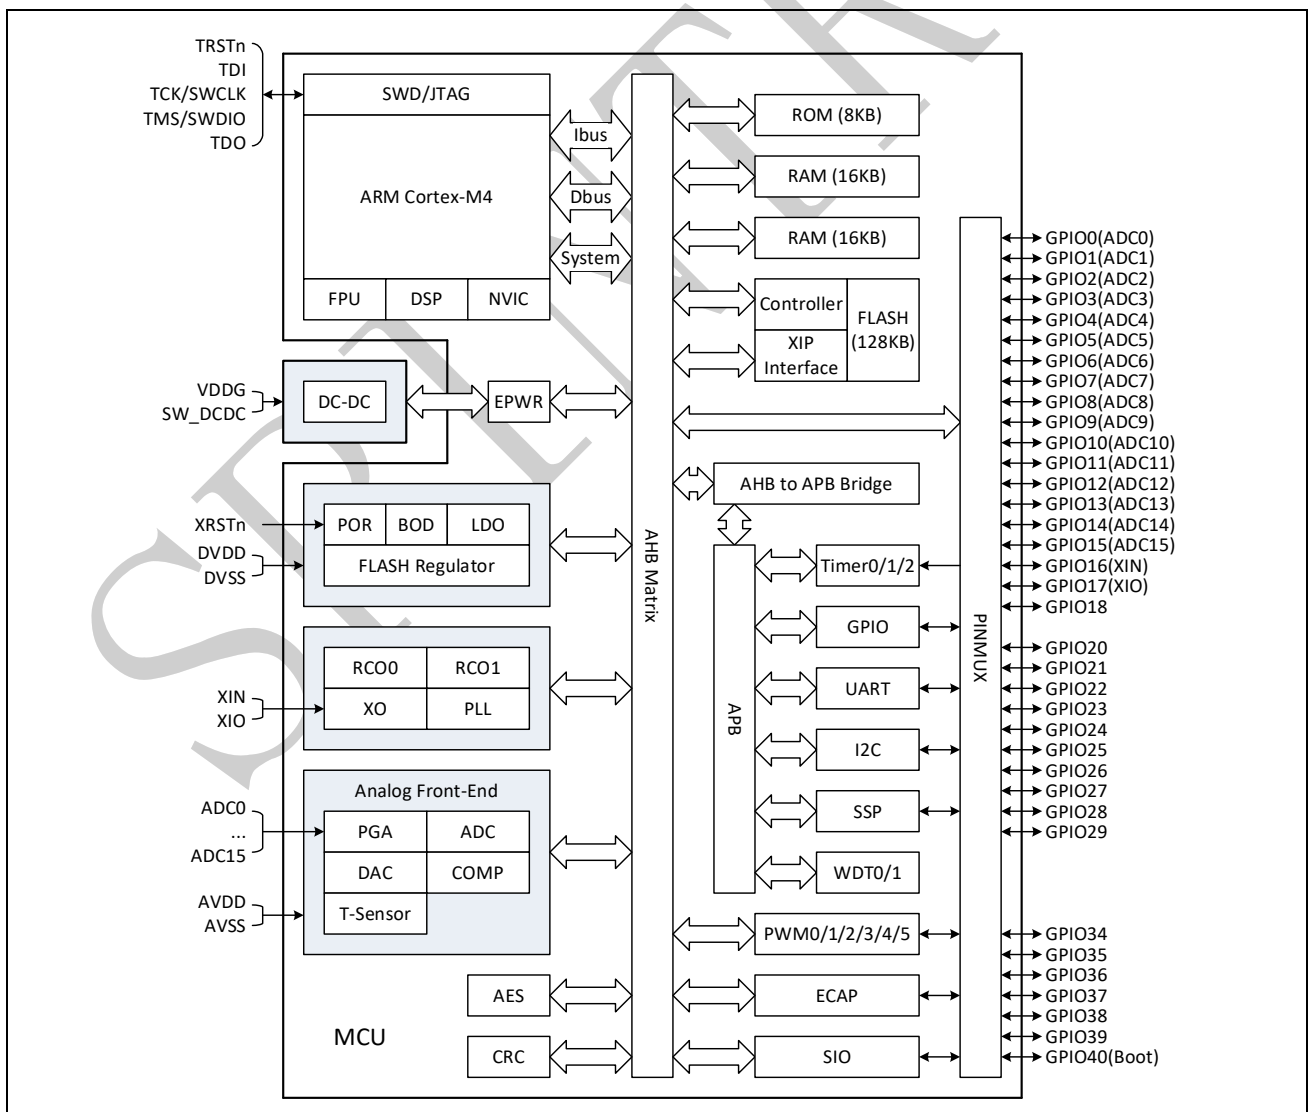 TRSTn
TDI
TCK/SWCLK
TMS/SWDIO
TDO
SWD/JTAG
ARM Cortex-M4
FPU
DSP
NVIC
Ibus
Dbus
System
VDDG
SW_DCDC
DC-DC
EPWR
XRSTn
DVDD
DVSS
POR
BOD
LDO
FLASH Regulator
XIN
XIO
RCO0
RCO1
XO
PLL
ADC0
...
ADC15
AVDD
AVSS
Analog Front-End
PGA
ADC
DAC
COMP
T-Sensor
AES
CRC
MCU
AHB Matrix
ROM (8KB)
RAM (16KB)
RAM (16KB)
Controller
XIP
Interface
FLASH
(128KB)
AHB to APB Bridge
APB
Timer0/1/2
GPIO
UART
I2C
SSP
WDT0/1
PWM0/1/2/3/4/5
ECAP
SIO
PINMUX
GPIO0(ADC0)
GPIO1(ADC1)
GPIO2(ADC2)
GPIO3(ADC3)
GPIO4(ADC4)
GPIO5(ADC5)
GPIO6(ADC6)
GPIO7(ADC7)
GPIO8(ADC8)
GPIO9(ADC9)
GPIO10(ADC10)
GPIO11(ADC11)
GPIO12(ADC12)
GPIO13(ADC13)
GPIO14(ADC14)
GPIO15(ADC15)
GPIO16(XIN)
GPIO17(XIO)
GPIO18
GPIO20
GPIO21
GPIO22
GPIO23
GPIO24
GPIO25
GPIO26
GPIO27
GPIO28
GPIO29
GPIO34
GPIO35
GPIO36
GPIO37
GPIO38
GPIO39
GPIO40(Boot)